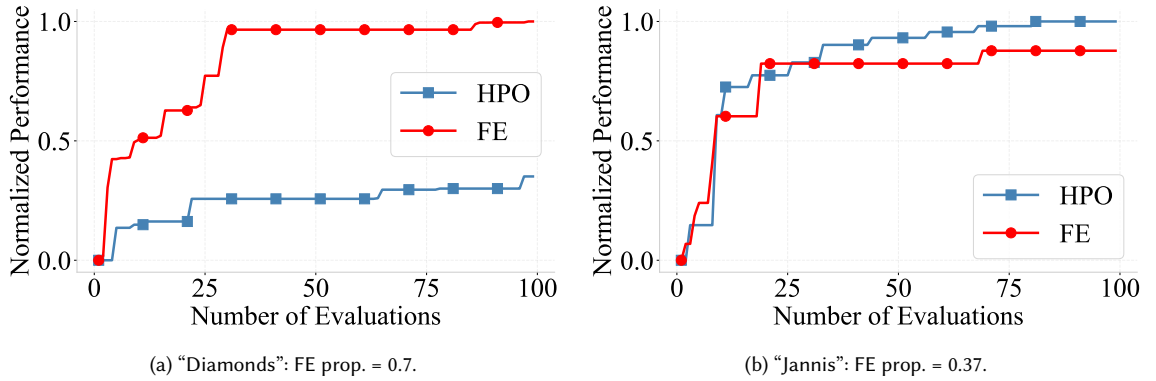 Normalized Performance
1.0
0.5
0.0
HPO
FE
0
25
50
75
100
Number of Evaluations
(a) “Diamonds”: FE prop. = 0.7.
Normalized Performance
1.0
0.5
0.0
HPO
FE
0
25
50
75
100
Number of Evaluations
(b) “Jannis”: FE prop. = 0.37.